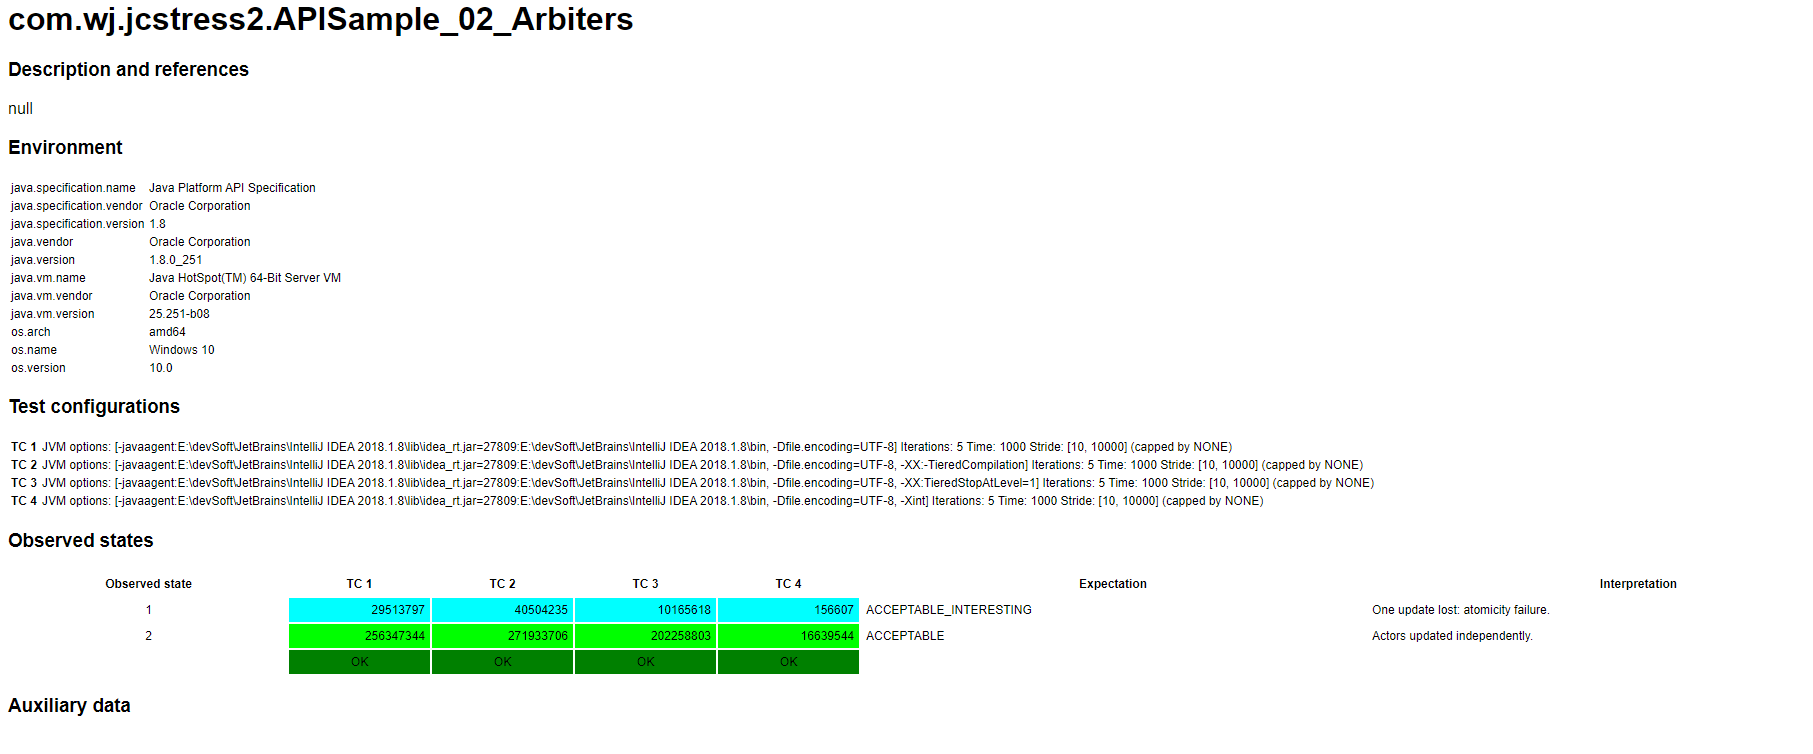 com.wj.jcstress2.APISample_02_Arbiters
Description and references
null
Environment
java.specification.name Java Platform API Specification
java.specification.vendor Oracle Corporation
java.specification.version 1.8
java.vendor Oracle Corporation
java.version 1.8.0_251
java.vm.name Java HotSpot(TM) 64-Bit Server VM
java.vm.vendor Oracle Corporation
java.vm.version 25.251-b08
os.arch amd64
os.name Windows 10
os.version 10.0
Test configurations
TC 1 JVM options: [-javaagent:E:\devSoft\JetBrains\IntelliJ IDEA 2018.1.8\lib\idea_rt.jar=27809:E:\devSoft\JetBrains\IntelliJ IDEA 2018.1.8\bin, -Dfile.encoding=UTF-8] Iterations: 5 Time: 1000 Stride: [10, 10000] (capped by NONE)
TC 2 JVM options: [-javaagent:E:\devSoft\JetBrains\IntelliJ IDEA 2018.1.8\lib\idea_rt.jar=27809:E:\devSoft\JetBrains\IntelliJ IDEA 2018.1.8\bin, -Dfile.encoding=UTF-8, -XX:-TieredCompilation] Iterations: 5 Time: 1000 Stride: [10, 10000] (capped by NONE)
TC 3 JVM options: [-javaagent:E:\devSoft\JetBrains\IntelliJ IDEA 2018.1.8\lib\idea_rt.jar=27809:E:\devSoft\JetBrains\IntelliJ IDEA 2018.1.8\bin, -Dfile.encoding=UTF-8, -XX:TieredStopAtLevel=1] Iterations: 5 Time: 1000 Stride: [10, 10000] (capped by NONE)
TC 4 JVM options: [-javaagent:E:\devSoft\JetBrains\IntelliJ IDEA 2018.1.8\lib\idea_rt.jar=27809:E:\devSoft\JetBrains\IntelliJ IDEA 2018.1.8\bin, -Dfile.encoding=UTF-8, -Xint] Iterations: 5 Time: 1000 Stride: [10, 10000] (capped by NONE)
Observed states
Observed state TC 1 TC 2 TC 3 TC 4 Expectation Interpretation
1 29513797 40504235 10165618 156607 ACCEPTABLE_INTERESTING One update lost: atomicity failure.
2 256347344 271933706 202258803 16639544 ACCEPTABLE Actors updated independently.
OK OK OK OK
Auxiliary data